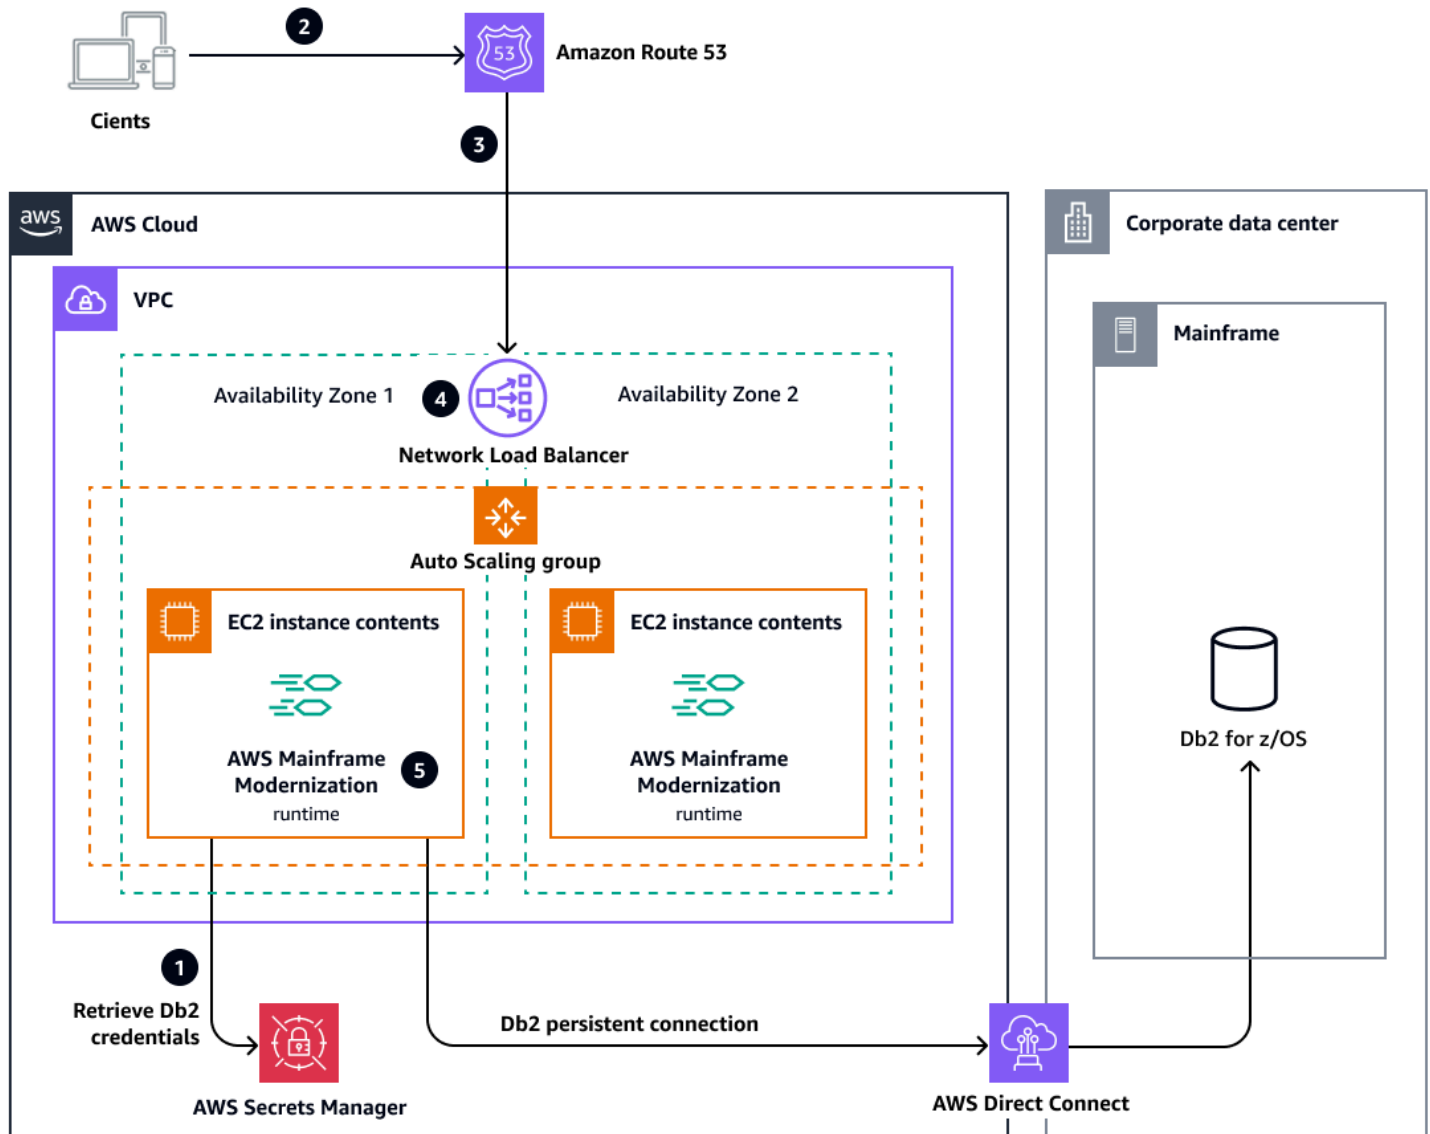 2
53
Amazon Route 53
Cients
3
aws
AWS Cloud
Corporate data center
VPC
Mainframe
Availability Zone 1
4
Availability Zone 2
Network Load Balancer
Auto Scaling group
EC2 instance contents
EC2 instance contents
AWS Mainframe
Modernization
runtime
5
AWS Mainframe
Modernization
runtime
Db2 for z/OS
1
Retrieve Db2
credentials
Db2 persistent connection
AWS Secrets Manager
AWS Direct Connect